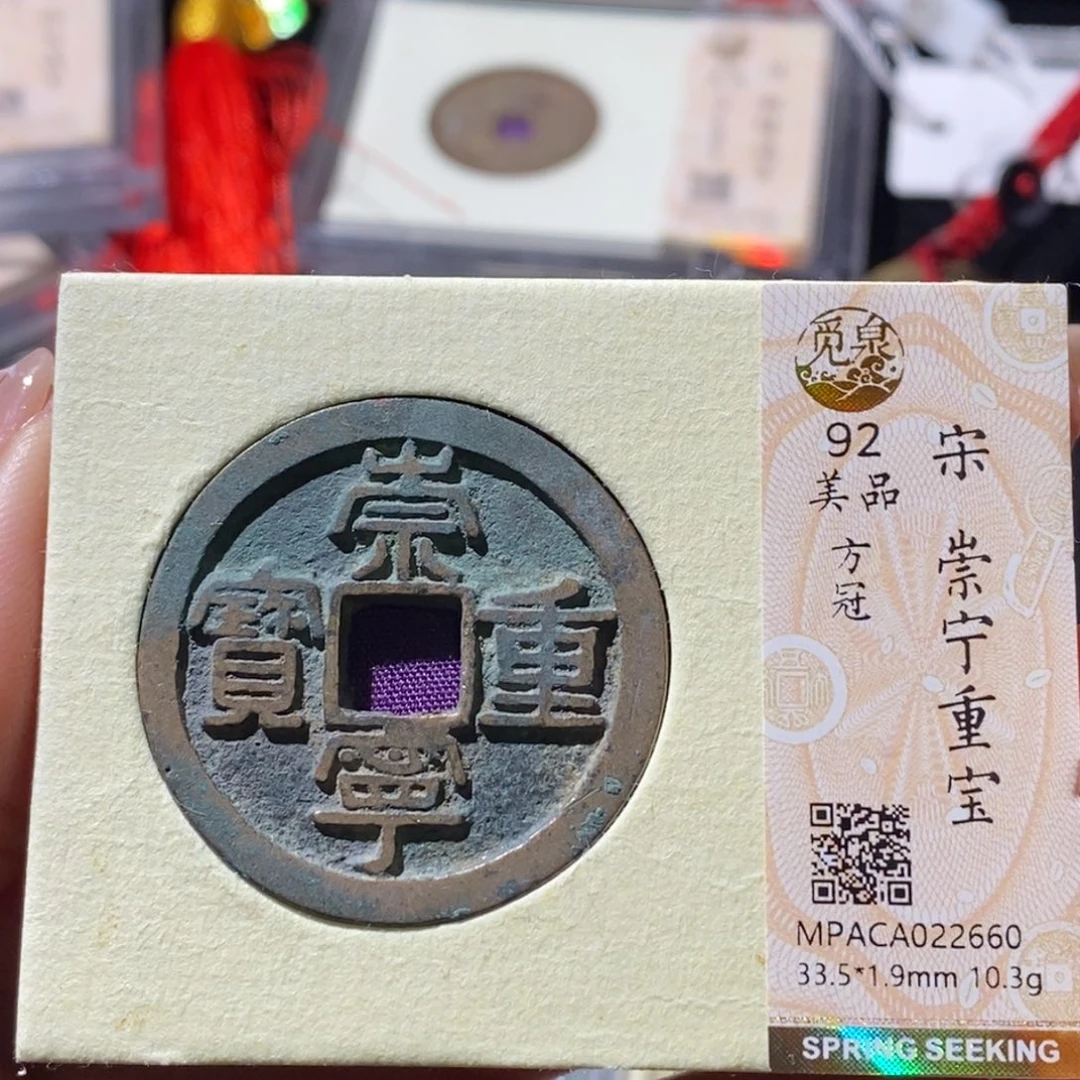 崇
重
寧
寶
覓泉
92
美品
方冠
宋 崇宁重宝
MPACA022660
33.5*1.9mm 10.3g
SPRING SEEKING